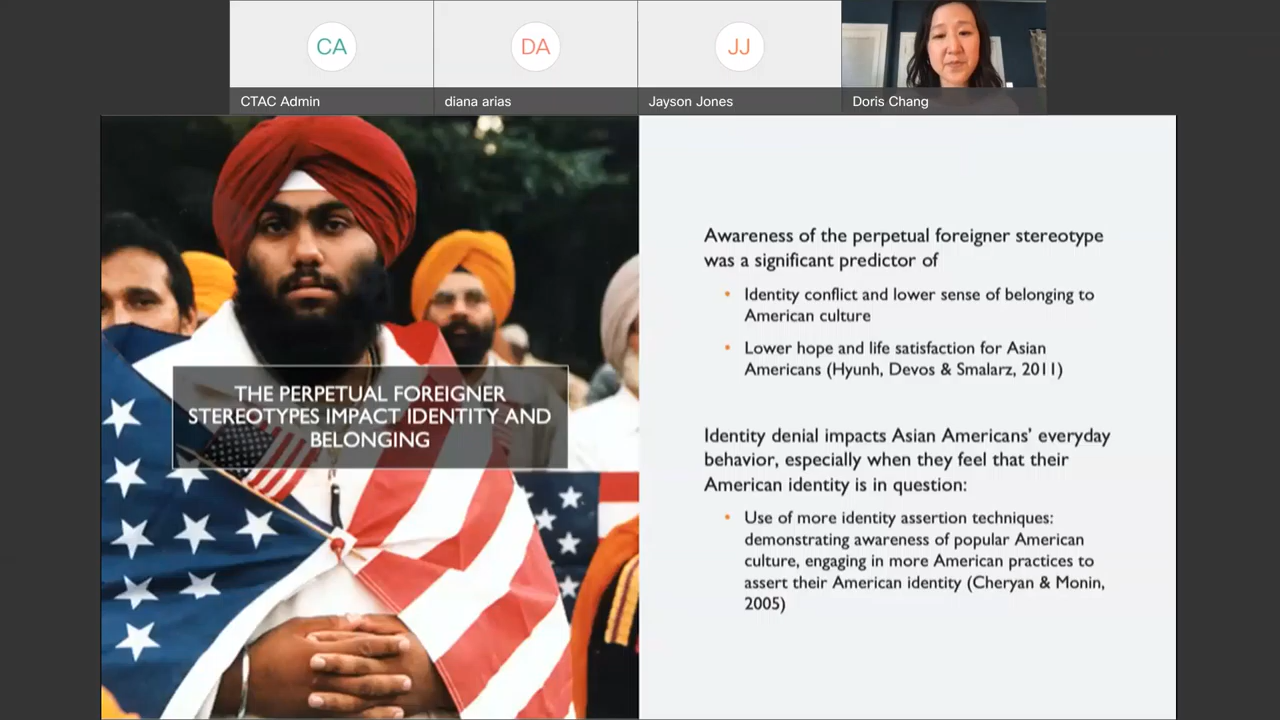 CA
DA
JJ
CTAC Admin
diana arias
Jayson Jones
Doris Chang
THE PERPETUAL FOREIGNER
STEREOTYPES IMPACT IDENTITY AND
BELONGING
Awareness of the perpetual foreigner stereotype
was a significant predictor of
• Identity conflict and lower sense of belonging to
American culture
• Lower hope and life satisfaction for Asian
Americans (Hyunh, Devos & Smalarz, 2011)
Identity denial impacts Asian Americans’ everyday
behavior, especially when they feel that their
American identity is in question:
• Use of more identity assertion techniques:
demonstrating awareness of popular American
culture, engaging in more American practices to
assert their American identity (Cheryan & Monin,
2005)